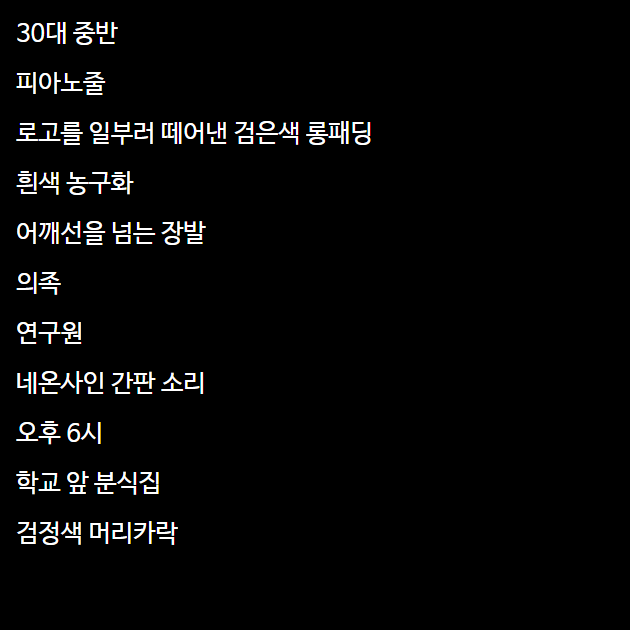 30대 중반
피아노줄
로고를 일부러 떼어낸 검은색 롱패딩
흰색 농구화
어깨선을 넘는 장발
의족
연구원
네온사인 간판 소리
오후 6시
학교 앞 분식집
검정색 머리카락